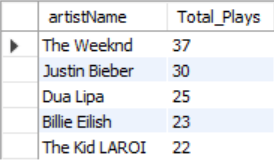 artistName Total_Plays
The Weeknd 37
Justin Bieber 30
Dua Lipa 25
Billie Eilish 23
The Kid LAROI 22